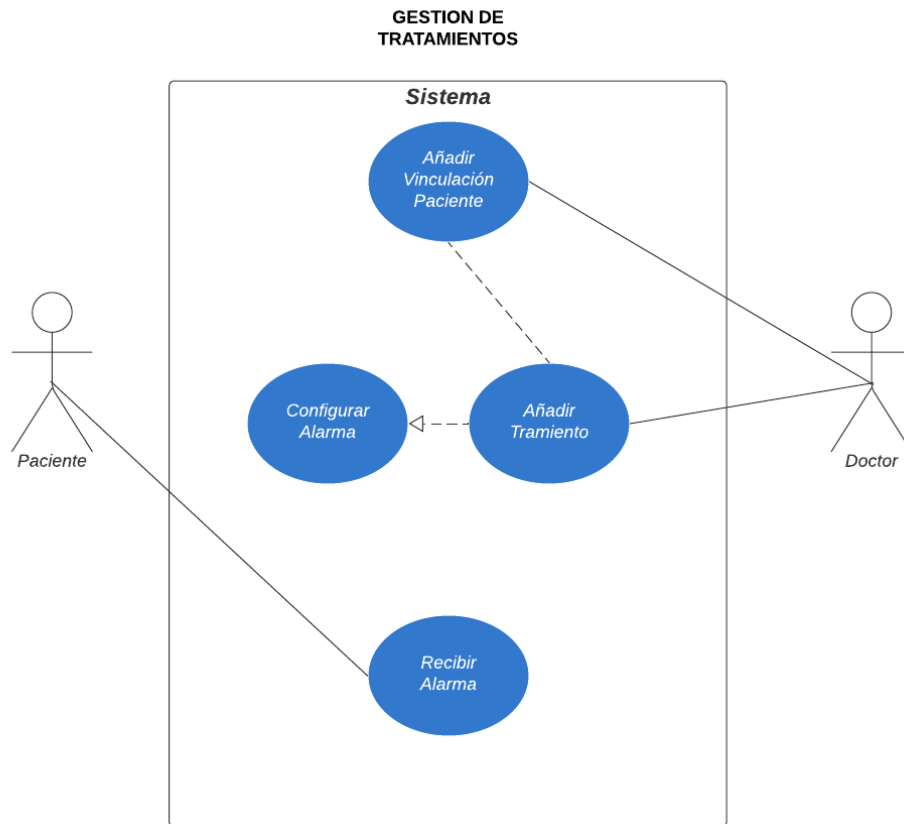 GESTION DE
TRATAMIENTOS
Sistema
Añadir
Vinculación
Paciente
Configurar
Alarma
Añadir
Tramiento
Paciente
Doctor
Recibir
Alarma